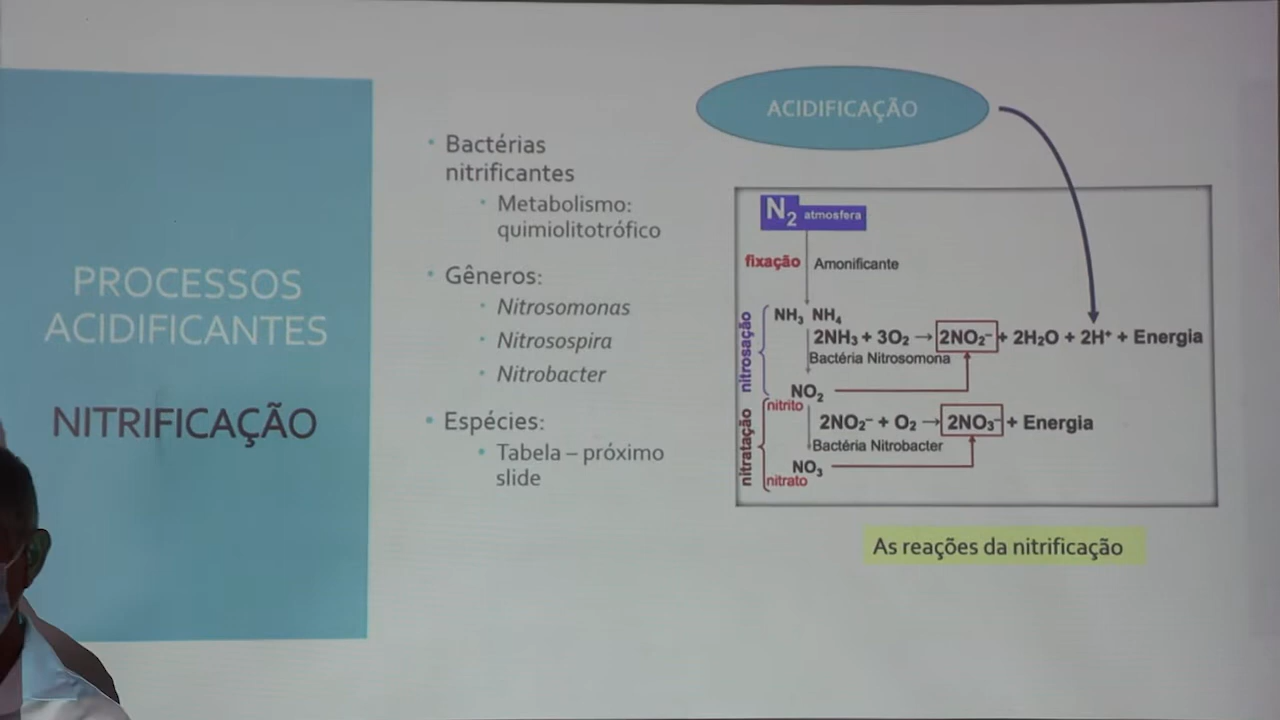 PROCESSOS
ACIDIFICANTES
NITRIFICAÇÃO
• Bactérias
nitrificantes
• Metabolismo:
quimiolitotrófico
• Gêneros:
• Nitrosomonas
• Nitrosospira
• Nitrobacter
• Espécies:
• Tabela – próximo
slide
ACIDIFICAÇÃO
N₂ atmosfera
fixação Amonificante
nitrosação
NH₃ NH₄
2NH₃ + 3O₂ → 2NO₂⁻ + 2H₂O + 2H⁺ + Energia
Bactéria Nitrosomona
NO₂
nitrito
nitratação
2NO₂⁻ + O₂ → 2NO₃⁻ + Energia
Bactéria Nitrobacter
NO₃
nitrato
As reações da nitrificação